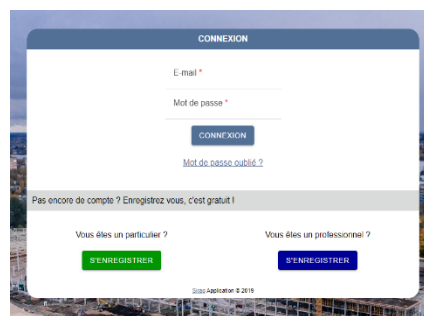 CONNEXION
E-mail *
Mot de passe *
CONNEXION
Mot de passe oublié ?
Pas encore de compte ? Enregistrez vous, c'est gratuit !
Vous êtes un particulier ? Vous êtes un professionnel ?
S'ENREGISTRER S'ENREGISTRER
Application © 2019